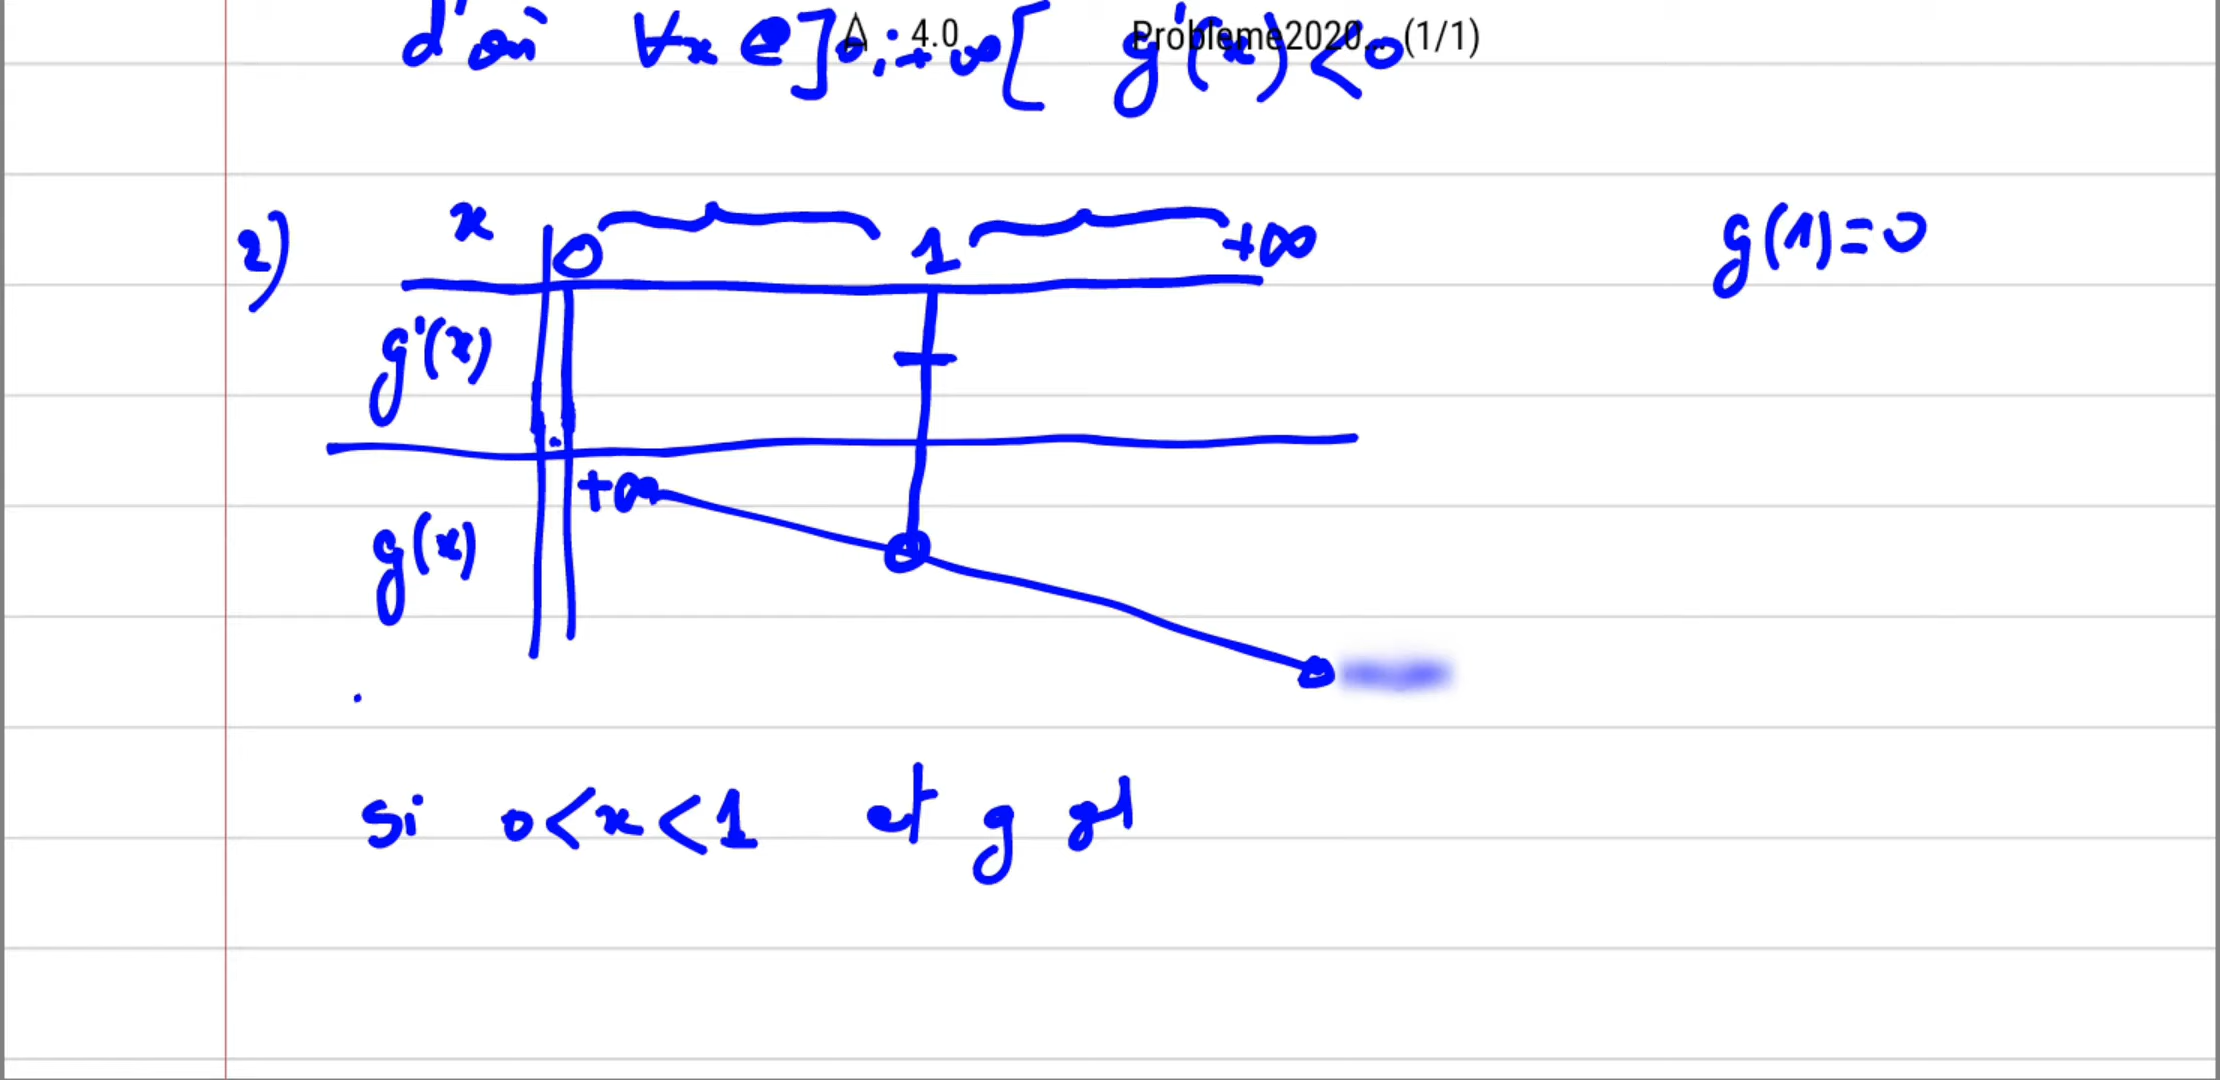 d'où ∀x ∈ ]0,+∞[ g'(x) < 0
Δ • 4.0 Probleme2020... (1/1)
2) x 0 1 +∞ g(1)=0
g'(x)
+∞
g(x) 0
si 0<x<1 et g